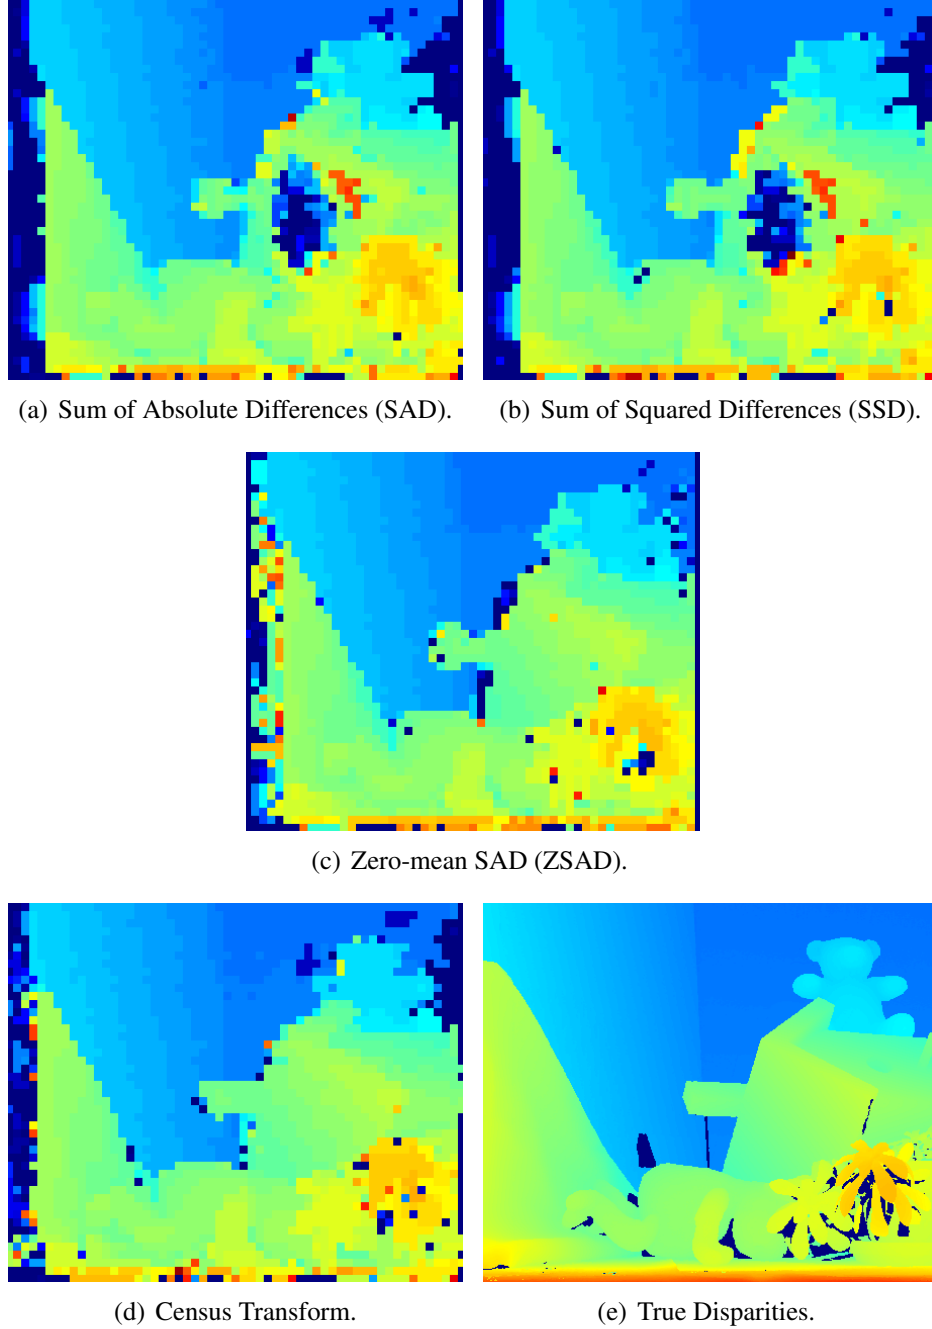 (a) Sum of Absolute Differences (SAD).
(b) Sum of Squared Differences (SSD).
(c) Zero-mean SAD (ZSAD).
(d) Census Transform.
(e) True Disparities.